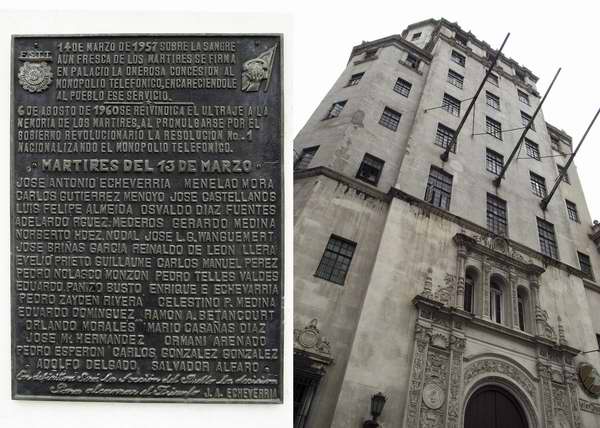 14 DE MARZO DE 1957 SOBRE LA SANGRE
AUN FRESCA DE LOS MARTIRES SE FIRMA
EN PALACIO LA ONEROSA CONCESION AL
MONOPOLIO TELEFONICO, ENCARECIENDOLE
AL PUEBLO ESE SERVICIO.
6 DE AGOSTO DE 1960 SE REIVINDICA EL ULTRAJE A LA
MEMORIA DE LOS MARTIRES, AL PROMULGARSE POR EL
GOBIERNO REVOLUCIONARIO LA RESOLUCION No. 1
NACIONALIZANDO EL MONOPOLIO TELEFONICO.
"MARTIRES DEL 13 DE MARZO"
JOSE ANTONIO ECHEVERRIA MENELAO MORA
CARLOS GUTIERREZ MENOYO JOSE CASTELLANOS
LUIS FELIPE ALMEIDA OSVALDO DIAZ FUENTES
ADELARDO RGUEZ. MEDEROS GERARDO MEDINA
NORBERTO HDEZ. NODAL JOSE L. G. WANGUEMERT
JOSE BRIÑAS GARCIA REINALDO DE LEON LLERA
EVELIO PRIETO GUILLAUME CARLOS MANUEL PEREZ
PEDRO NOLASCO MONZON PEDRO TELLES VALDES
EDUARDO PANIZO BUSTO ENRIQUE E ECHEVARRIA
PEDRO ZAYDEN RIVERA CELESTINO P. MEDINA
EDUARDO DOMINGUEZ RAMON A. BETANCOURT
ORLANDO MORALES MARIO CASAÑAS DIAZ
JOSE M. HERNANDEZ ORMANI ARENADO
PEDRO ESPERON CARLOS GONZALEZ GONZALEZ
ADOLFO DELGADO, SALVADOR ALFARO
J. A. ECHEVERRIA